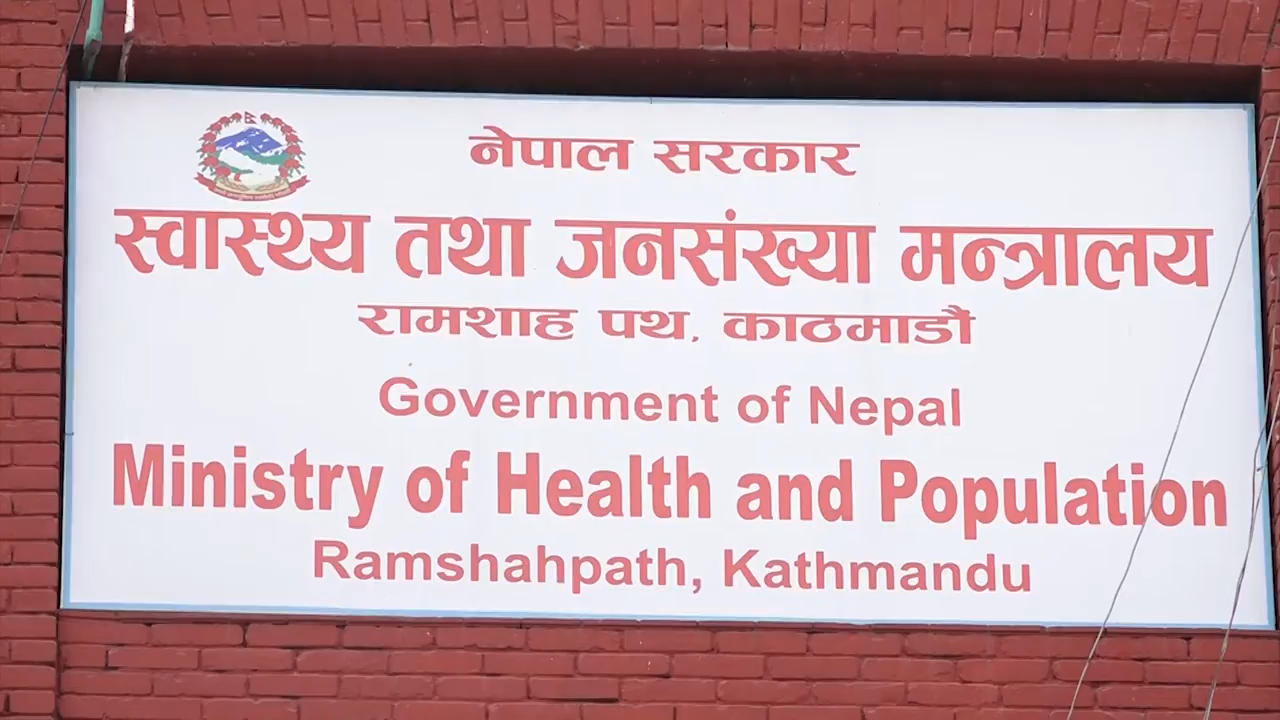 नेपाल सरकार
स्वास्थ्य तथा जनसंख्या मन्त्रालय
रामशाह पथ, काठमाडौं
Government of Nepal
Ministry of Health and Population
Ramshahpath, Kathmandu